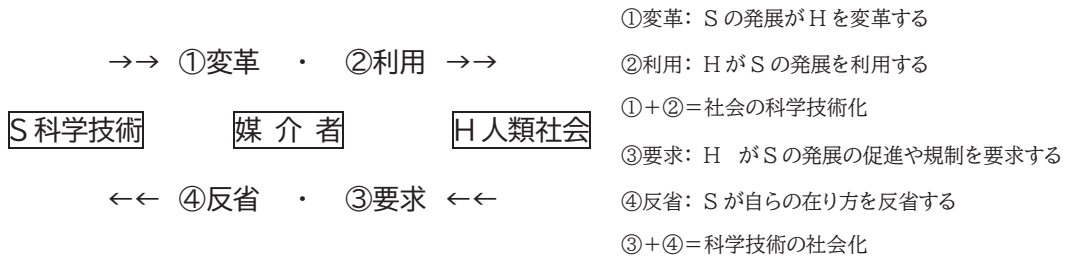 →→ ①変革 ・ ②利用 →→
S科学技術 媒介者 H人類社会
←← ④反省 ・ ③要求 ←←
①変革: Sの発展がHを変革する
②利用: HがSの発展を利用する
①+②=社会の科学技術化
③要求: H がSの発展の促進や規制を要求する
④反省: Sが自らの在り方を反省する
③+④=科学技術の社会化